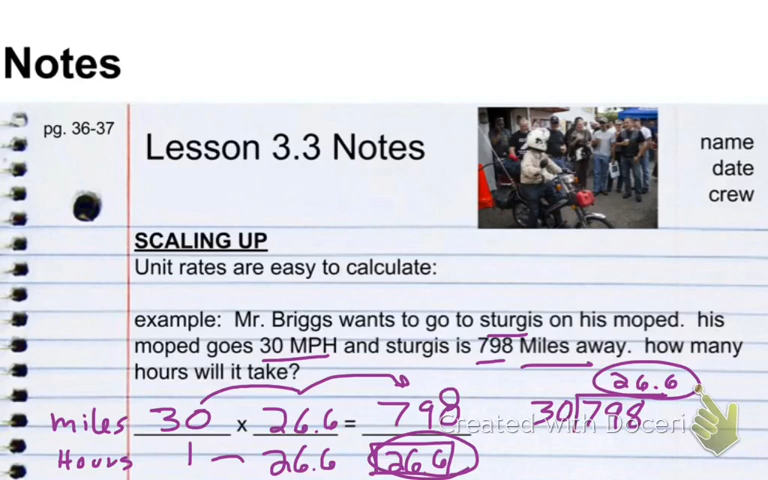 Notes
pg. 36-37
Lesson 3.3 Notes
name
date
crew
SCALING UP
Unit rates are easy to calculate:
example: Mr. Briggs wants to go to sturgis on his moped. his
moped goes 30 MPH and sturgis is 798 Miles away. how many
hours will it take?
26.6
30 798
miles 30 x 26.6 = 798
Created with Doceri
Hours 1 — 26.6 26.6